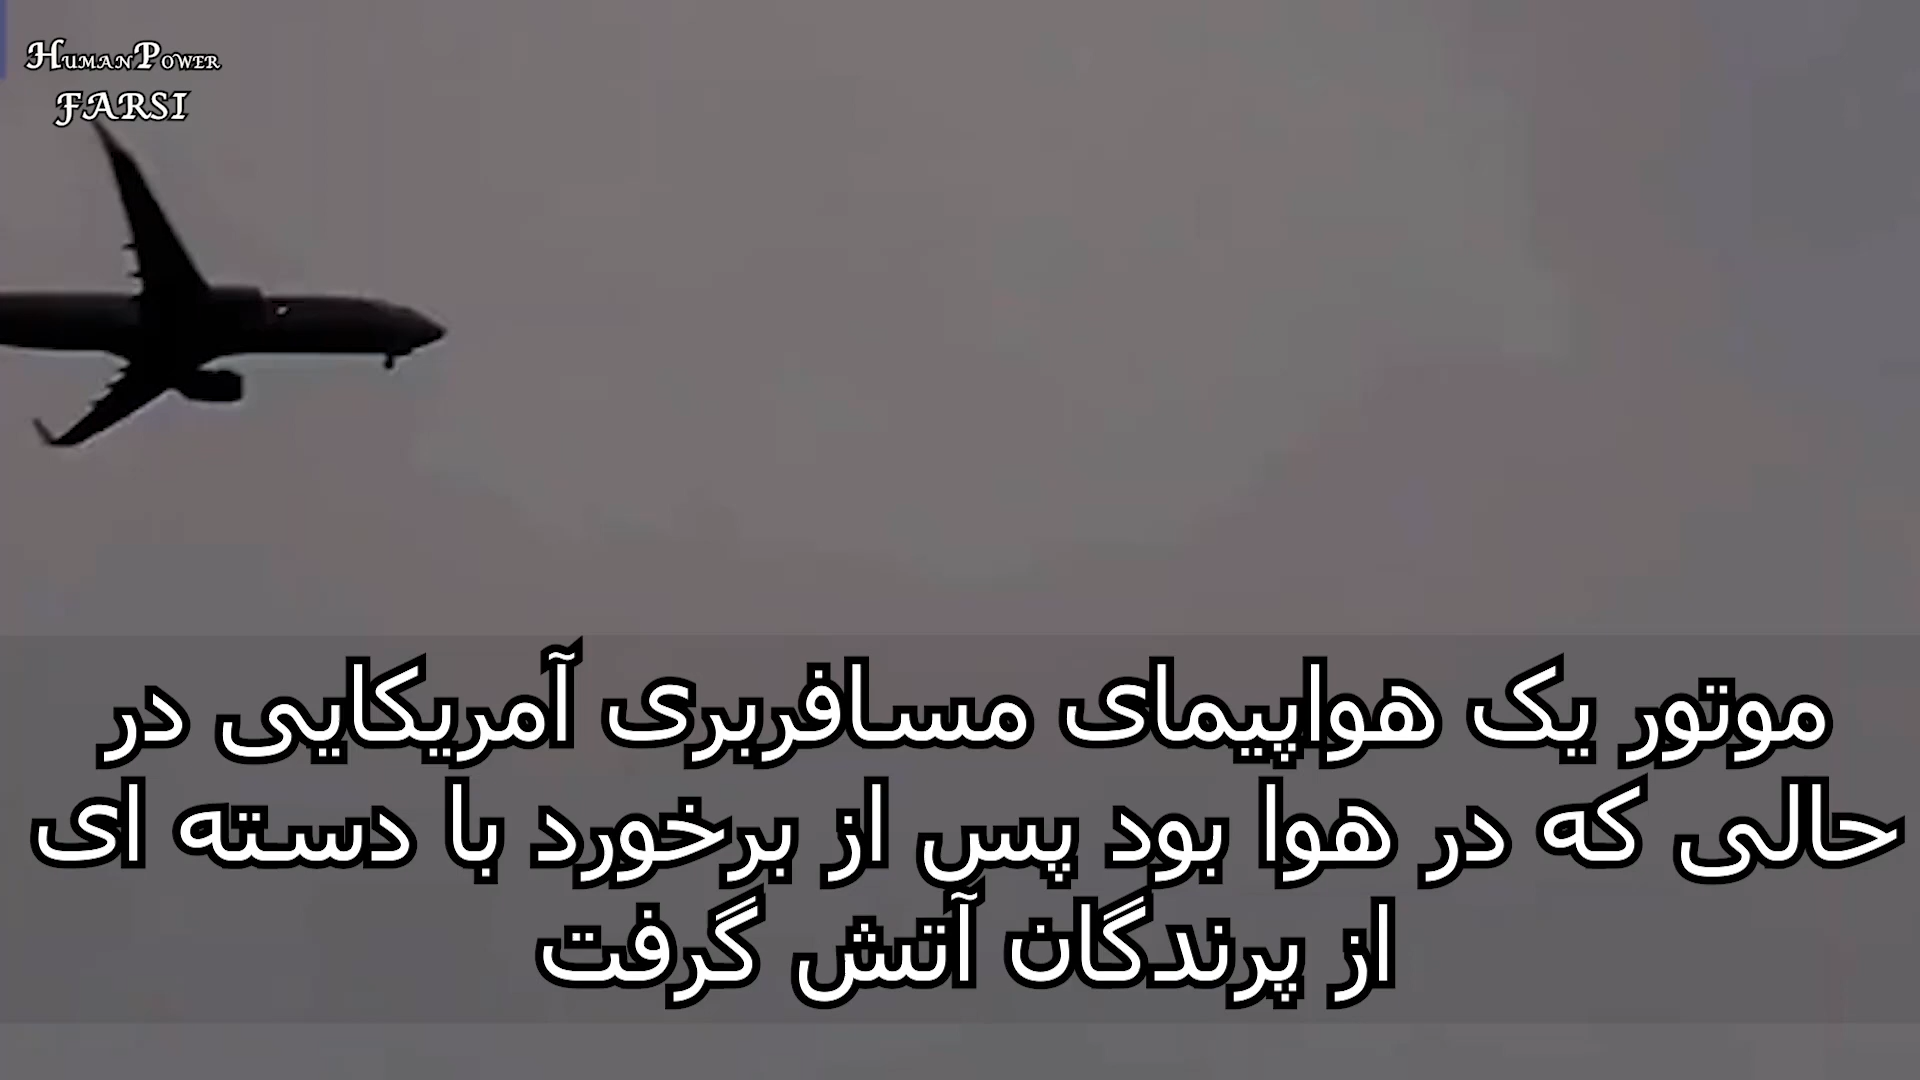 HUMANPOWER
FARSI
موتور یک هواپیمای مسافربری آمریکایی در
حالی که در هوا بود پس از برخورد با دسته ای
از پرندگان آتش گرفت